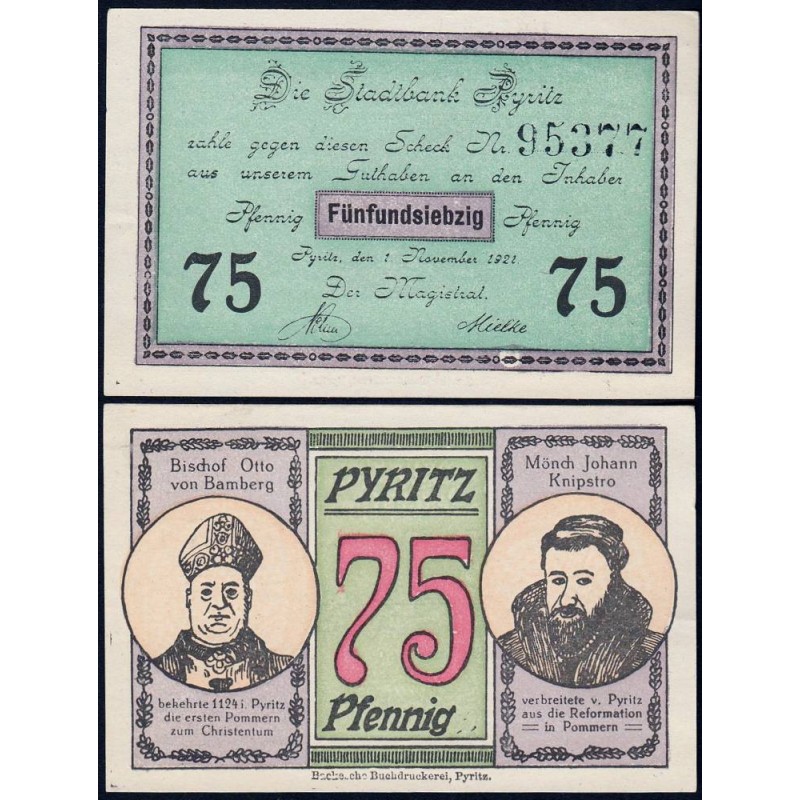 Die Stadtbank Pyritz
zahle gegen diesen Scheck Nr. 95377
aus unserem Guthaben an den Inhaber
Pfennig Fünfundsiebzig Pfennig
Pyritz, den 1. November 1921.
75 Der Magistrat. 75
Mielke
Bischof Otto
von Bamberg
bekehrte 1124 i. Pyritz
die ersten Pommern
zum Christentum
PYRITZ
75
Pfennig
Mönch Johann
Knipstro
verbreitete v. Pyritz
aus die Reformation
in Pommern
Buchdruckerei, Pyritz.